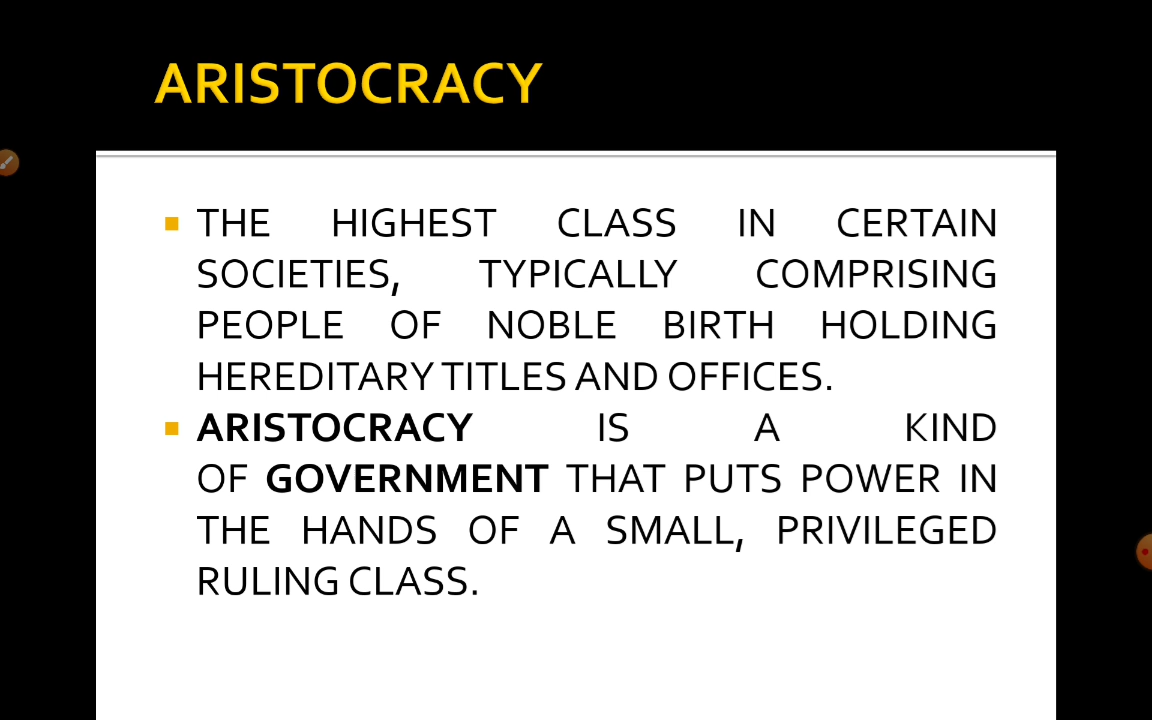 ARISTOCRACY
THE HIGHEST CLASS IN CERTAIN
SOCIETIES, TYPICALLY COMPRISING
PEOPLE OF NOBLE BIRTH HOLDING
HEREDITARY TITLES AND OFFICES.
ARISTOCRACY IS A KIND
OF GOVERNMENT THAT PUTS POWER IN
THE HANDS OF A SMALL, PRIVILEGED
RULING CLASS.